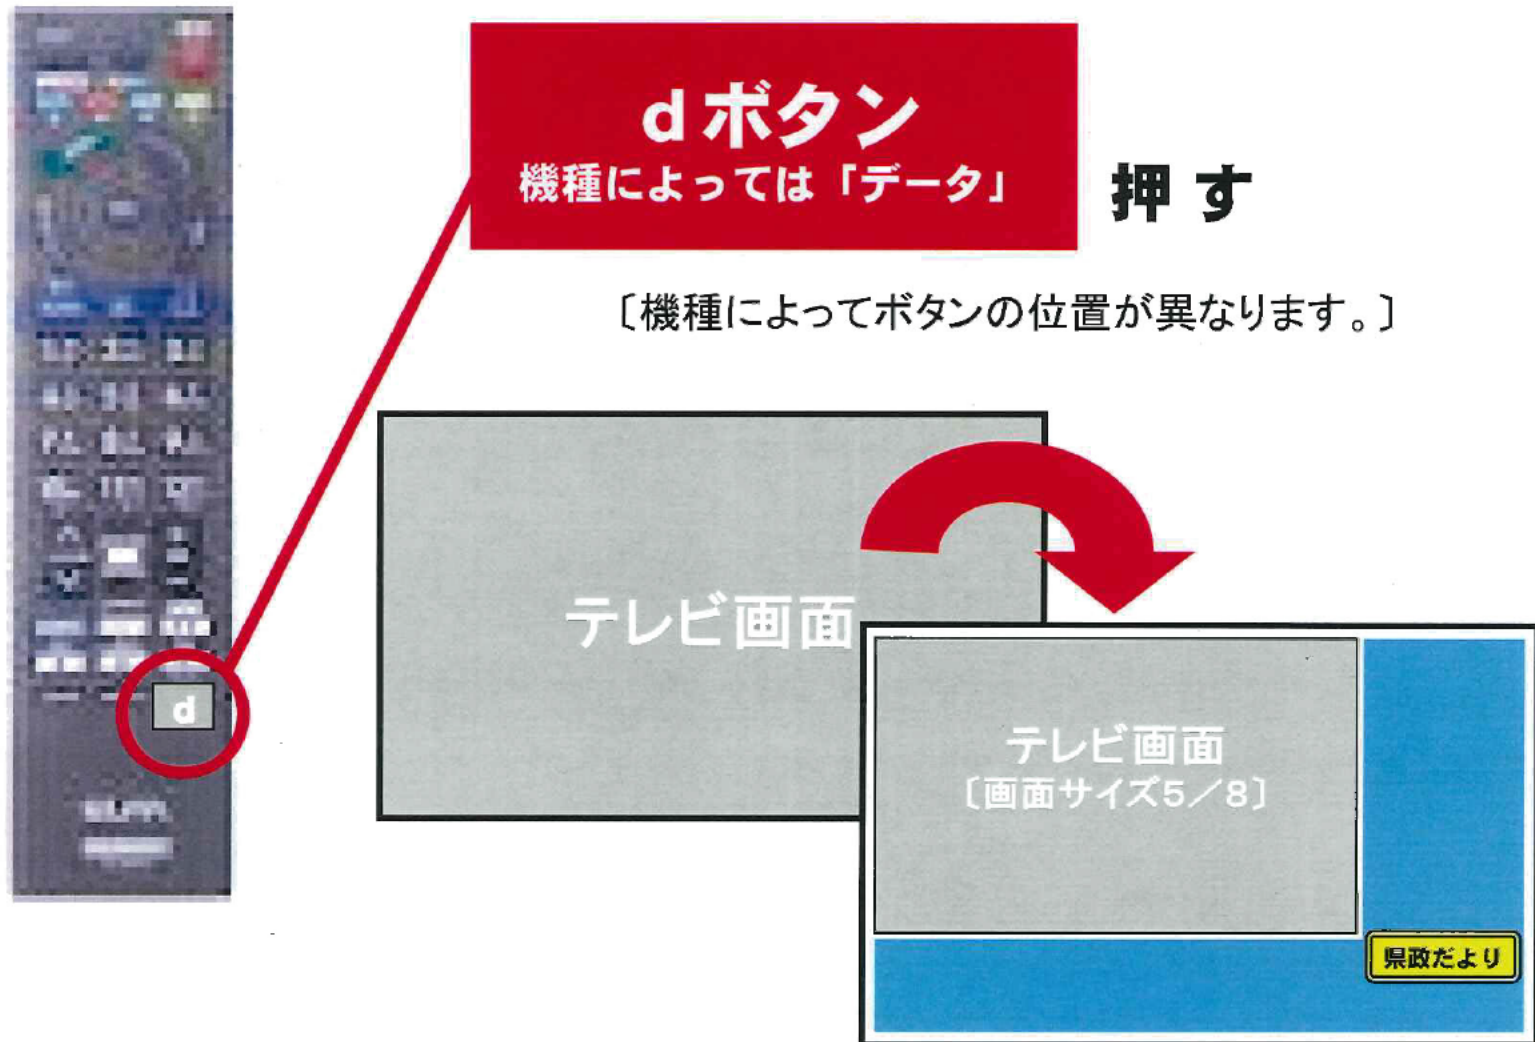 dボタン
機種によっては「データ」
押す
〔機種によってボタンの位置が異なります。〕
テレビ画面
d
テレビ画面
〔画面サイズ5/8〕
県政だより